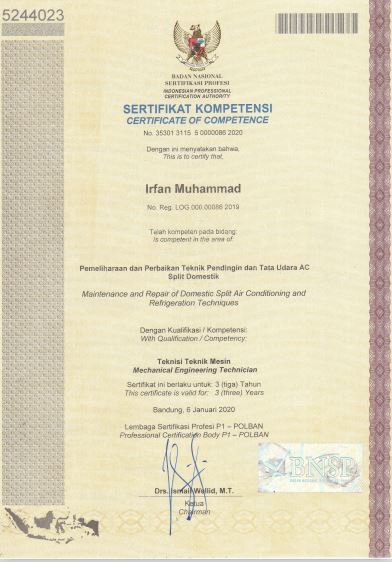 5244023
BADAN NASIONAL
SERTIFIKASI PROFESI
INDONESIAN PROFESSIONAL
CERTIFICATION AUTHORITY
SERTIFIKAT KOMPETENSI
CERTIFICATE OF COMPETENCE
No. 35301 3115 5 0000086 2020
Dengan ini menyatakan bahwa,
This is to certify that,
Irfan Muhammad
No. Reg. LOG.000.00086 2019
Telah kompeten pada bidang:
Is competent in the area of:
Pemeliharaan dan Perbaikan Teknik Pendingin dan Tata Udara AC
Split Domestik
Maintenance and Repair of Domestic Split Air Conditioning and
Refrigeration Techniques
Dengan Kualifikasi / Kompetensi:
With Qualification / Competency:
Teknisi Teknik Mesin
Mechanical Engineering Technician
Sertifikat ini berlaku untuk: 3 (tiga) Tahun
This certificate is valid for: 3 (three) Years
Bandung, 6 Januari 2020
Lembaga Sertifikasi Profesi P1 – POLBAN
Professional Certification Body P1 – POLBAN
BNSP
Drs. Ismail Wellid, M.T.
Ketua
Chairman